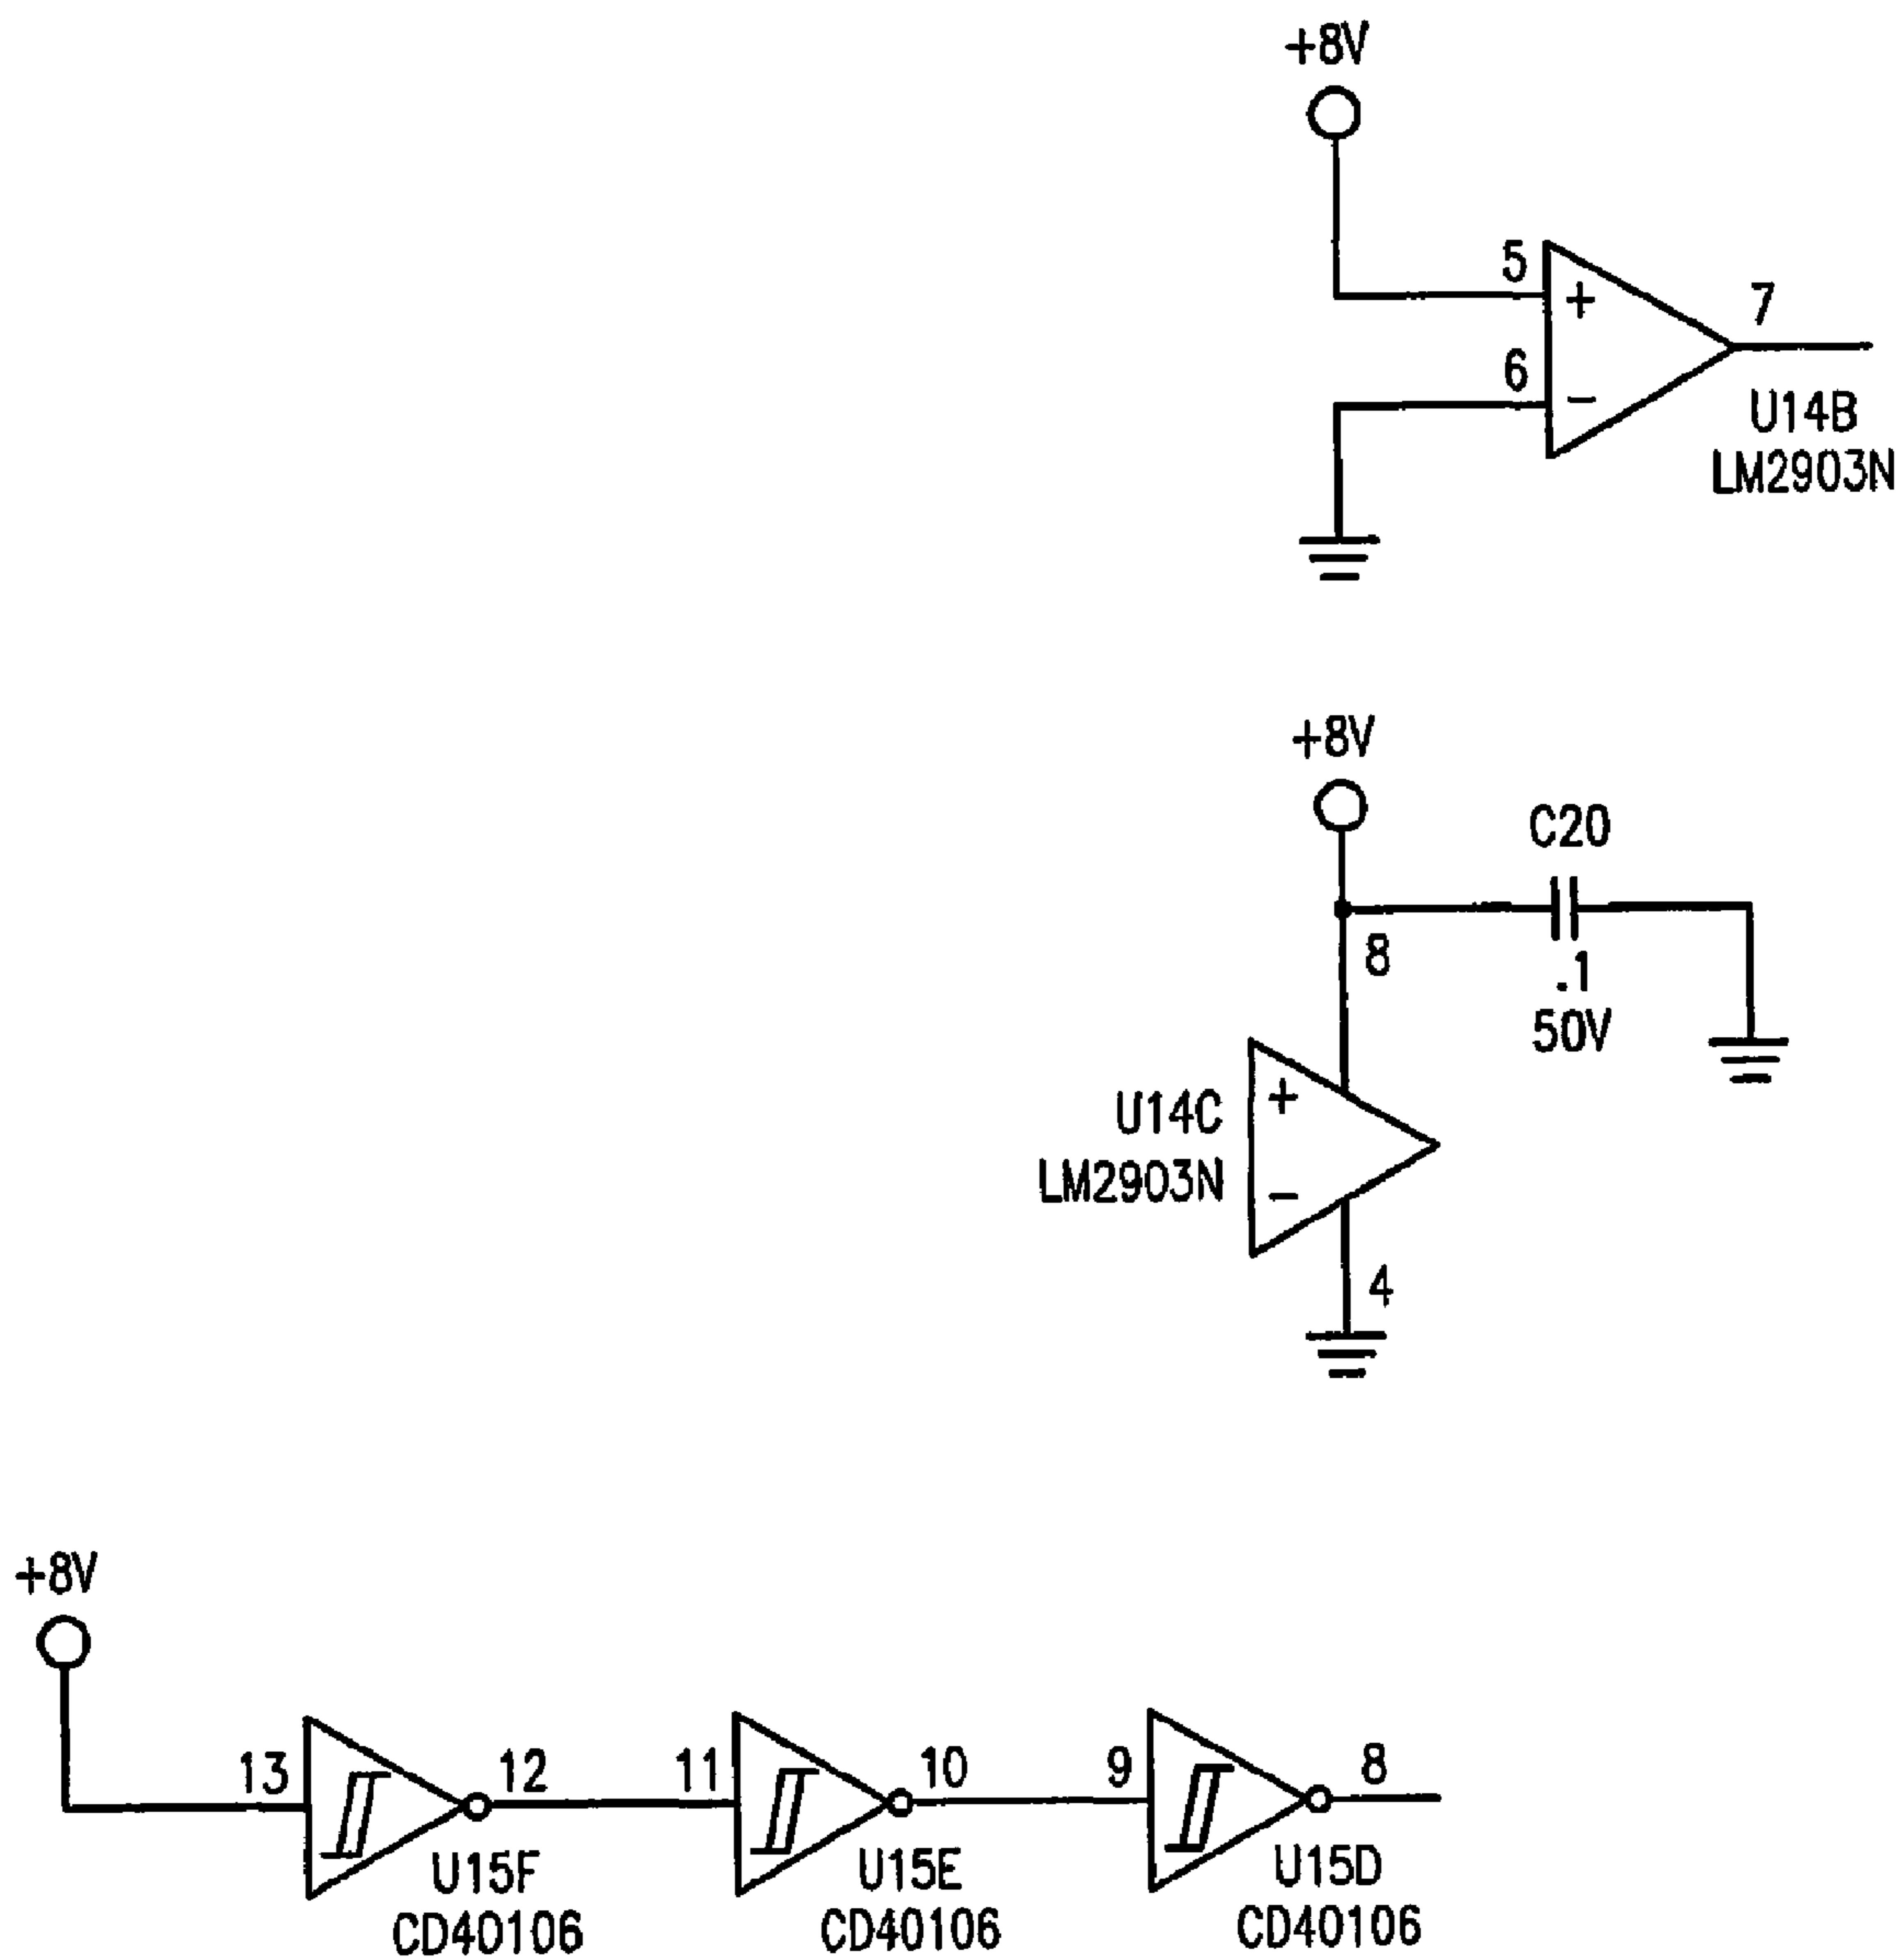 +8V
5
+
7
6
-
U14B
LM2903N
+8V
C20
8
.1
50V
U14C
+
LM2903N
-
4
+8V
13
12
11
10
9
8
U15F
CD40106
U15E
CD40106
U15D
CD40106